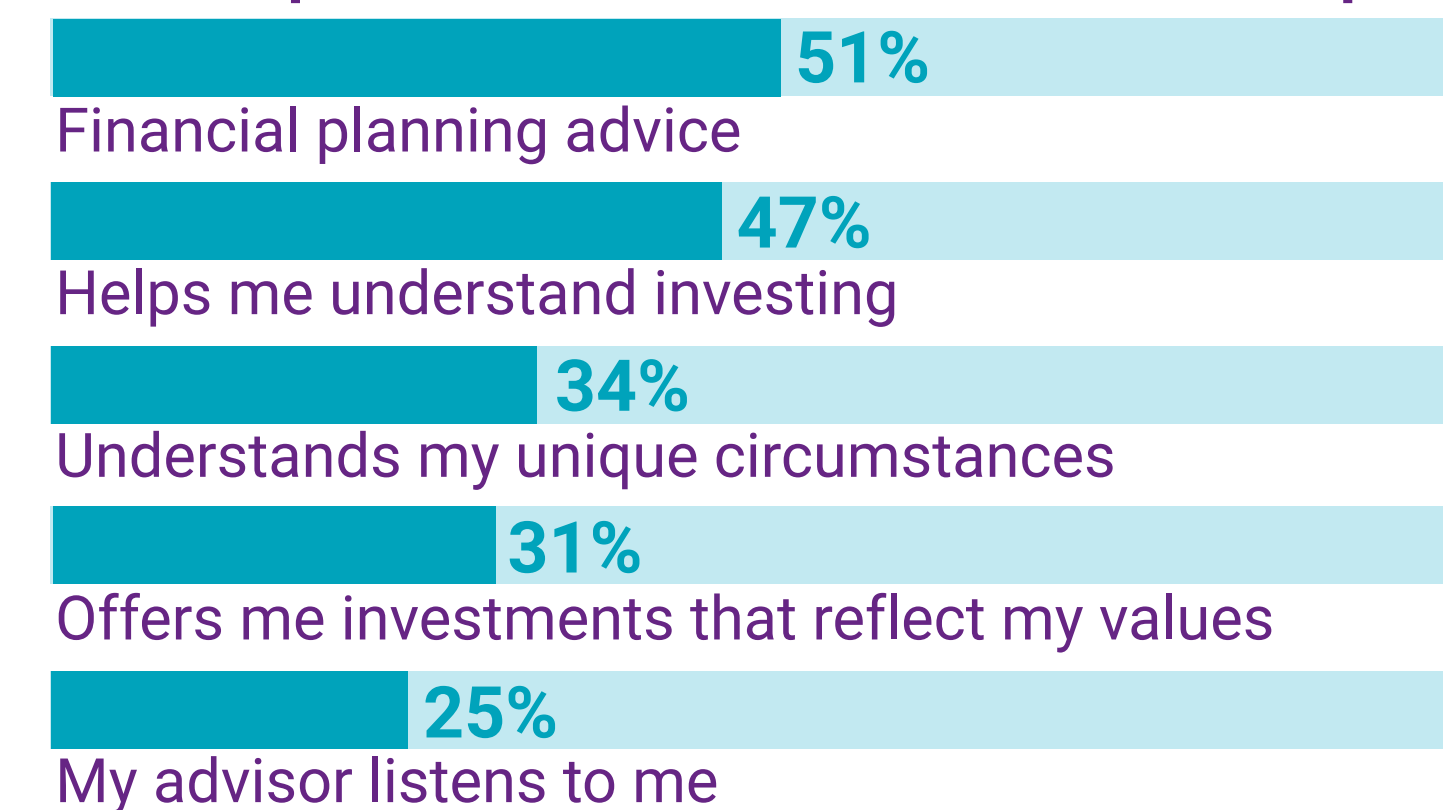 51%
Financial planning advice
47%
Helps me understand investing
34%
Understands my unique circumstances
31%
Offers me investments that reflect my values
25%
My advisor listens to me